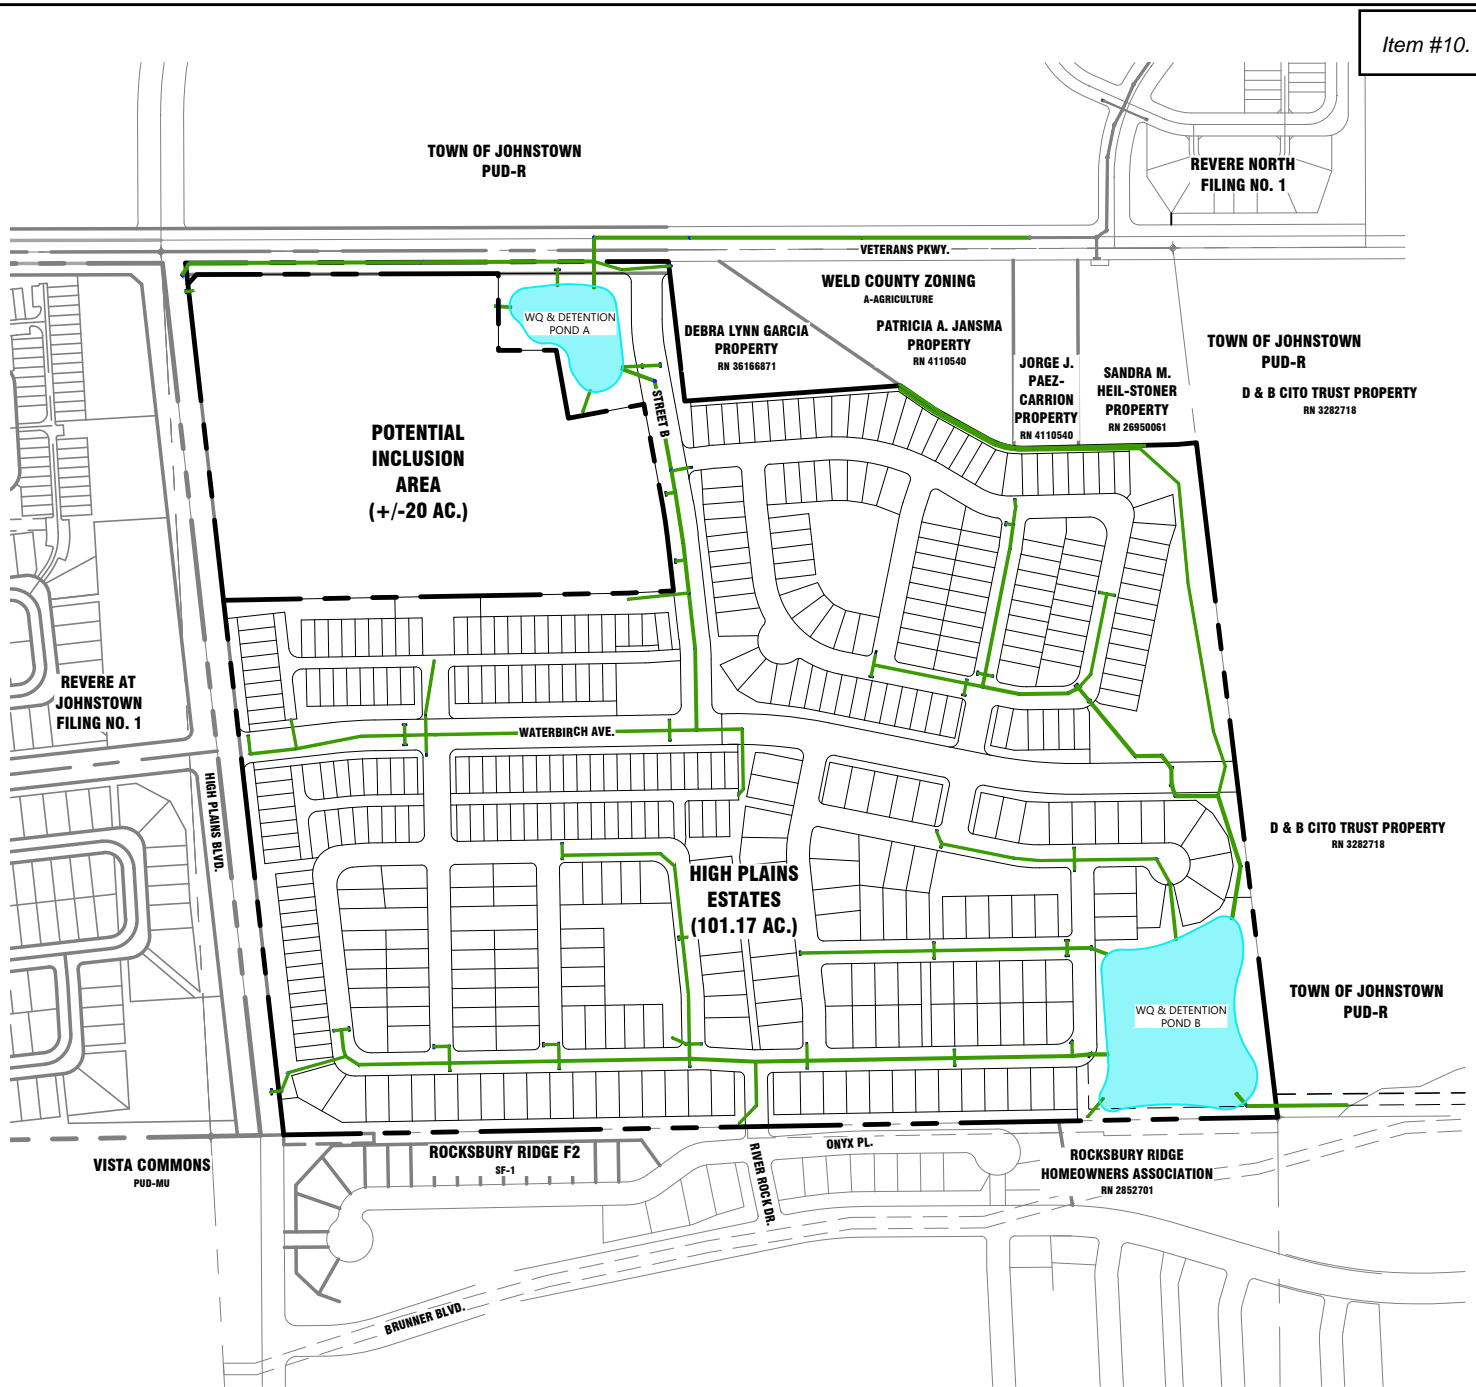 Item #10.
TOWN OF JOHNSTOWN
PUD-R
REVERE NORTH
FILING NO. 1
VETERANS PKWY.
WELD COUNTY ZONING
A-AGRICULTURE
WQ & DETENTION
POND A
DEBRA LYNN GARCIA
PROPERTY
RN 36166871
PATRICIA A. JANSMA
PROPERTY
RN 4110540
JORGE J.
PAEZ-
CARRION
PROPERTY
RN 4110540
SANDRA M.
HEIL-STONER
PROPERTY
RN 26950061
TOWN OF JOHNSTOWN
PUD-R
D & B CITO TRUST PROPERTY
RN 3282718
STREET B
POTENTIAL
INCLUSION
AREA
(+/-20 AC.)
REVERE AT
JOHNSTOWN
FILING NO. 1
WATERBIRCH AVE.
HIGH PLAINS BLVD.
D & B CITO TRUST PROPERTY
RN 3282718
HIGH PLAINS
ESTATES
(101.17 AC.)
WQ & DETENTION
POND B
TOWN OF JOHNSTOWN
PUD-R
VISTA COMMONS
PUD-MU
ROCKSBURY RIDGE F2
SF-1
RIVER ROCK DR.
ONYX PL.
ROCKSBURY RIDGE
HOMEOWNERS ASSOCIATION
RN 2852701
BRUNNER BLVD.